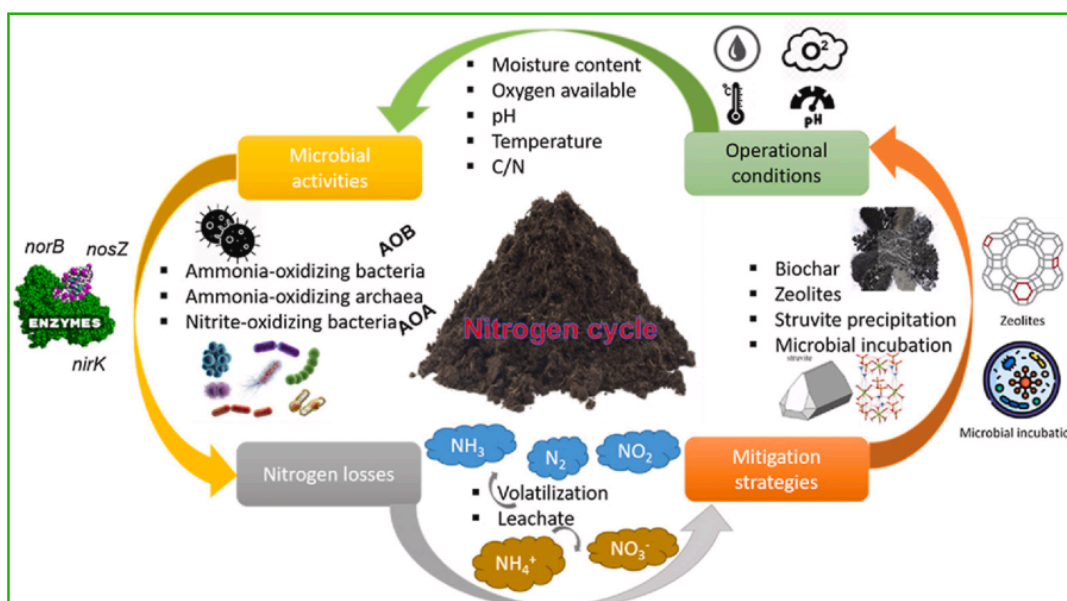 O²
°C
pH
▪ Moisture content
▪ Oxygen available
▪ pH
▪ Temperature
▪ C/N
Microbial
activities
Operational
conditions
norB
nosZ
ENZYMES
nirK
AOB
▪ Ammonia-oxidizing bacteria
▪ Ammonia-oxidizing archaea
▪ Nitrite-oxidizing bacteria
AOA
Nitrogen cycle
▪ Biochar
▪ Zeolites
▪ Struvite precipitation
▪ Microbial incubation
struvite
Zeolites
Microbial incubatio
Nitrogen losses
NH₃
N₂
NO₂
▪ Volatilization
▪ Leachate
NH₄⁺
NO₃⁻
Mitigation
strategies